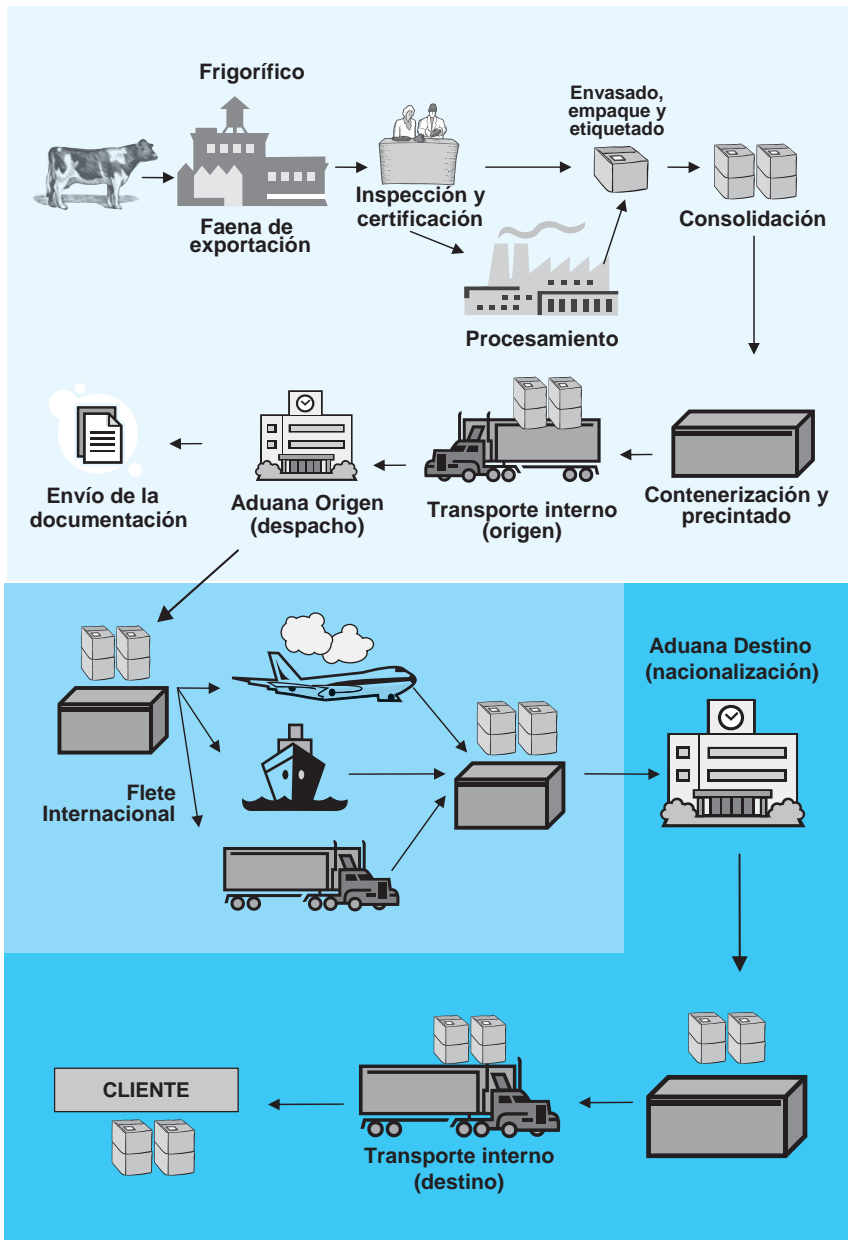 Frigorífico
Faena de
exportación
Inspección y
certificación
Procesamiento
Envasado,
empaque y
etiquetado
Consolidación
Contenerización y
precintado
Transporte interno
(origen)
Aduana Origen
(despacho)
Envío de la
documentación
Flete
Internacional
Aduana Destino
(nacionalización)
Transporte interno
(destino)
CLIENTE